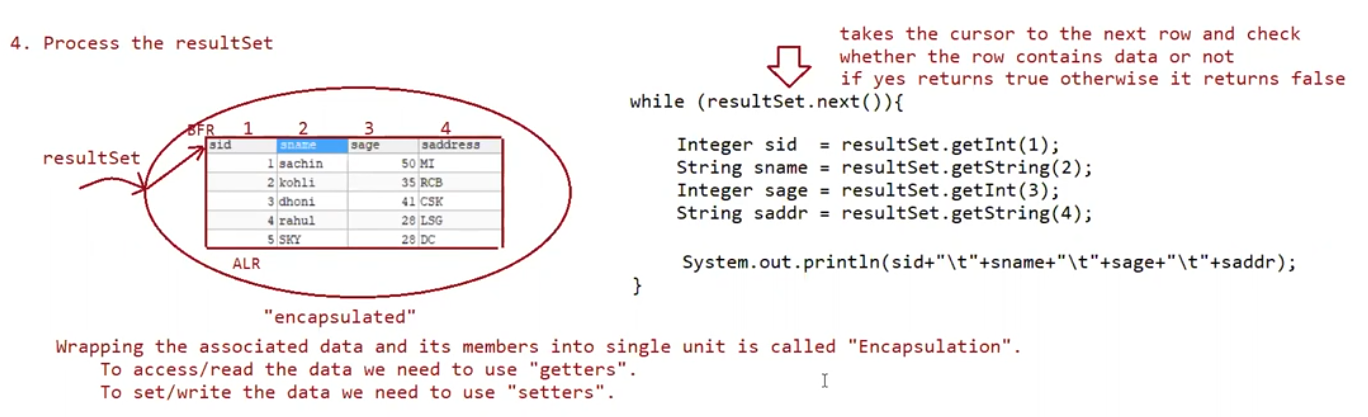 4. Process the resultSet
takes the cursor to the next row and check
whether the row contains data or not
if yes returns true otherwise it returns false
resultSet
BFR 1 2 3 4
sid sname sage saddress
1 sachin 50 MI
2 kohli 35 RCB
3 dhoni 41 CSK
4 rahul 28 LSG
5 SKY 28 DC
ALR
"encapsulated"
while (resultSet.next()){
Integer sid = resultSet.getInt(1);
String sname = resultSet.getString(2);
Integer sage = resultSet.getInt(3);
String saddr = resultSet.getString(4);
System.out.println(sid+"\t"+sname+"\t"+sage+"\t"+saddr);
}
Wrapping the associated data and its members into single unit is called "Encapsulation".
To access/read the data we need to use "getters".
To set/write the data we need to use "setters".